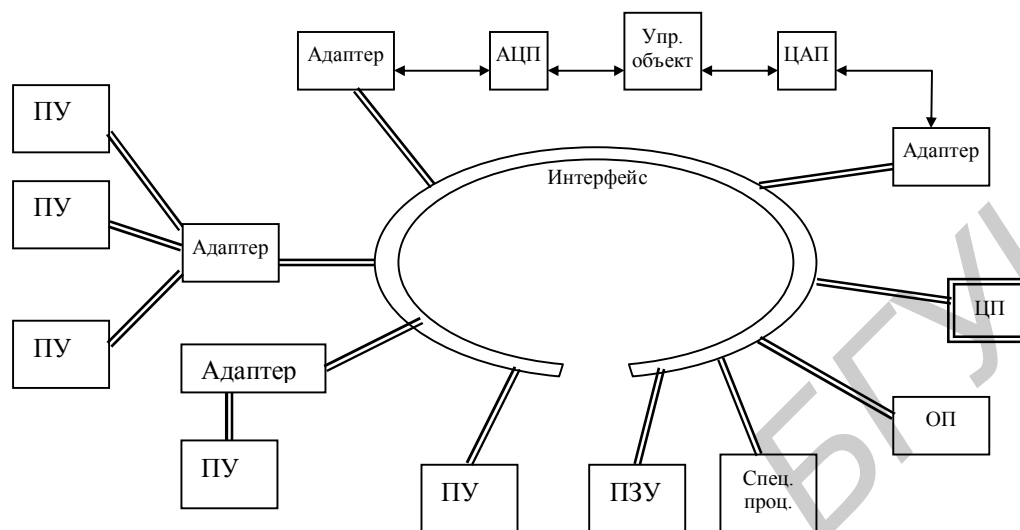 Адаптер
АЦП
Упр.
объект
ЦАП
ПУ
Адаптер
Интерфейс
ПУ
Адаптер
ЦП
ПУ
Адаптер
ОП
ПУ
ПУ
ПЗУ
Спец.
проц.
БГУИ